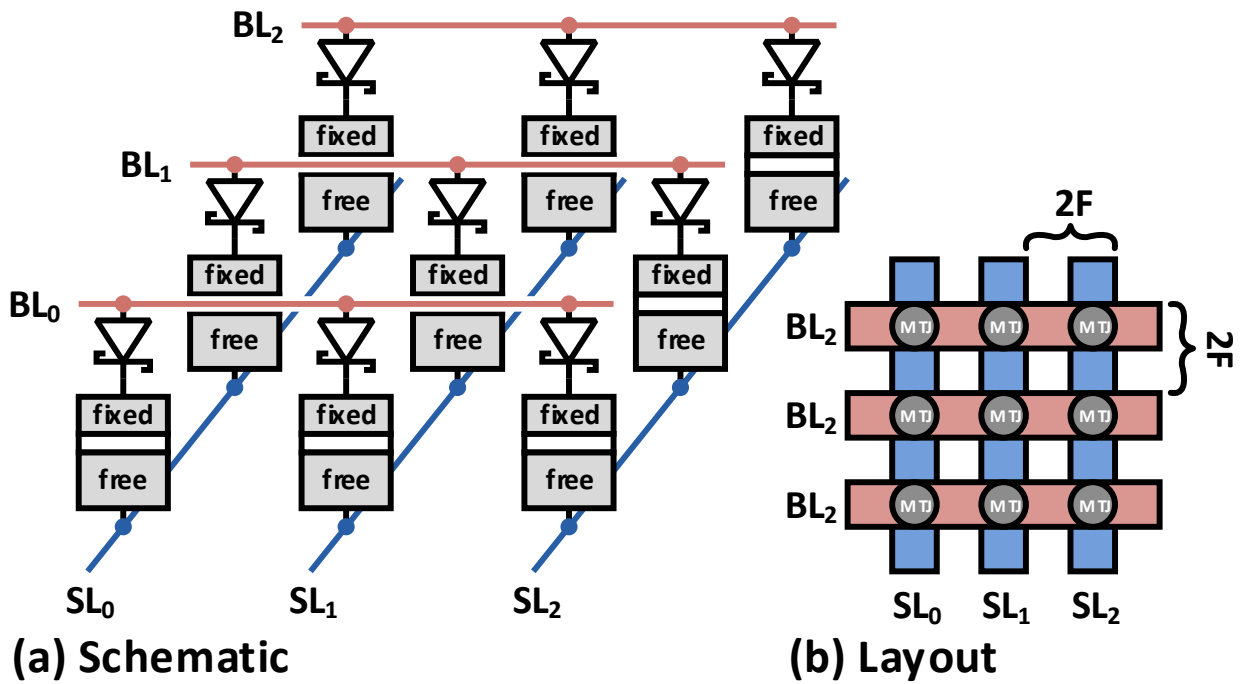 BL₂
fixed fixed fixed
BL₁
free free free
fixed fixed fixed
BL₀
free free free
fixed fixed fixed
free free free
SL₀ SL₁ SL₂
(a) Schematic
2F
2F
BL₂ MTJ MTJ MTJ
BL₂ MTJ MTJ MTJ
BL₂ MTJ MTJ MTJ
SL₀ SL₁ SL₂
(b) Layout